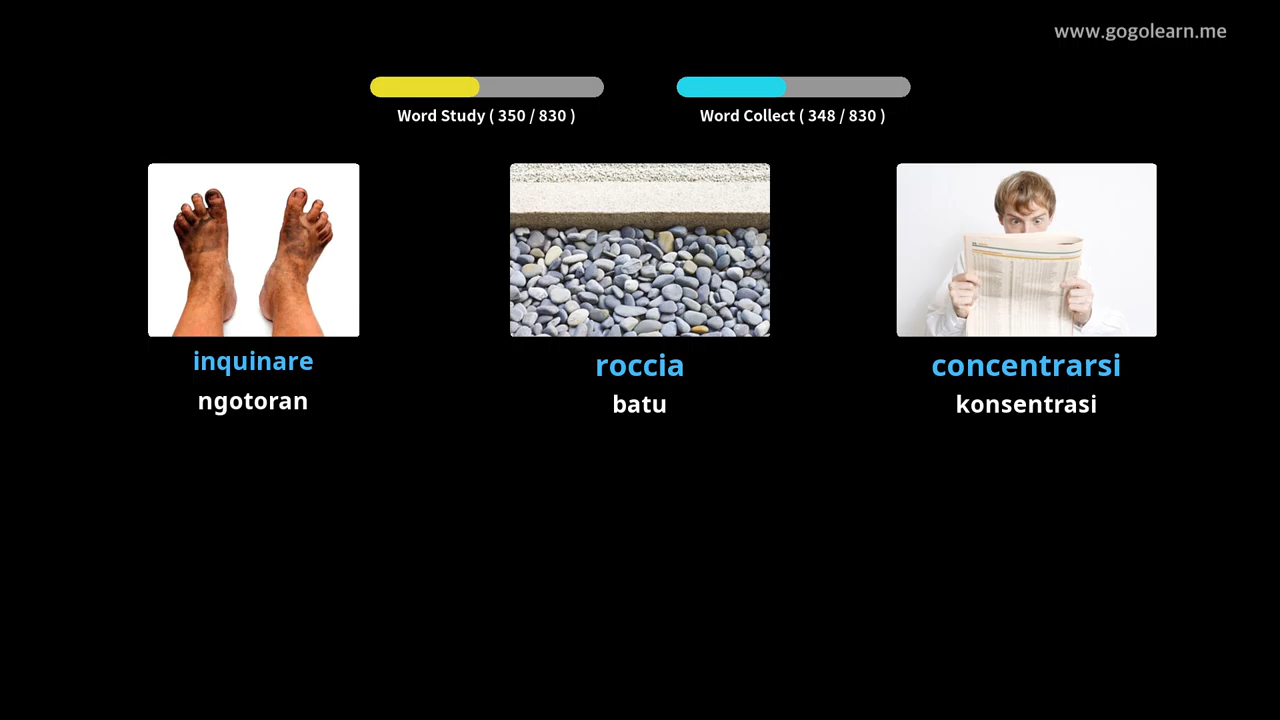 www.gogolearn.me
Word Study ( 350 / 830 )
Word Collect ( 348 / 830 )
inquinare
ngotoran
roccia
batu
concentrarsi
konsentrasi